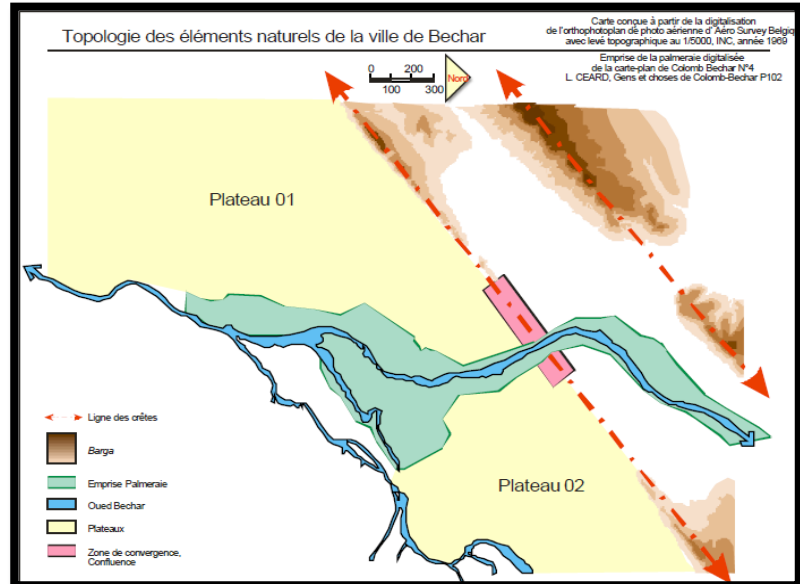 Topologie des éléments naturels de la ville de Bechar
Carte conçue à partir de la digitalisation
de l'orthophotoplan de photo aérienne d' Aéro Survey Belgiq
avec levé topographique au 1/5000, INC, année 1969
Emprise de la palmeraie digitalisée
de la carte-plan de Colomb Bechar N°4
L. CEARD, Gens et choses de Colomb-Bechar P102
0 200
100 300
Nord
Plateau 01
Plateau 02
Ligne des crêtes
Barga
Emprise Palmeraie
Oued Bechar
Plateaux
Zone de convergence,
Confluence